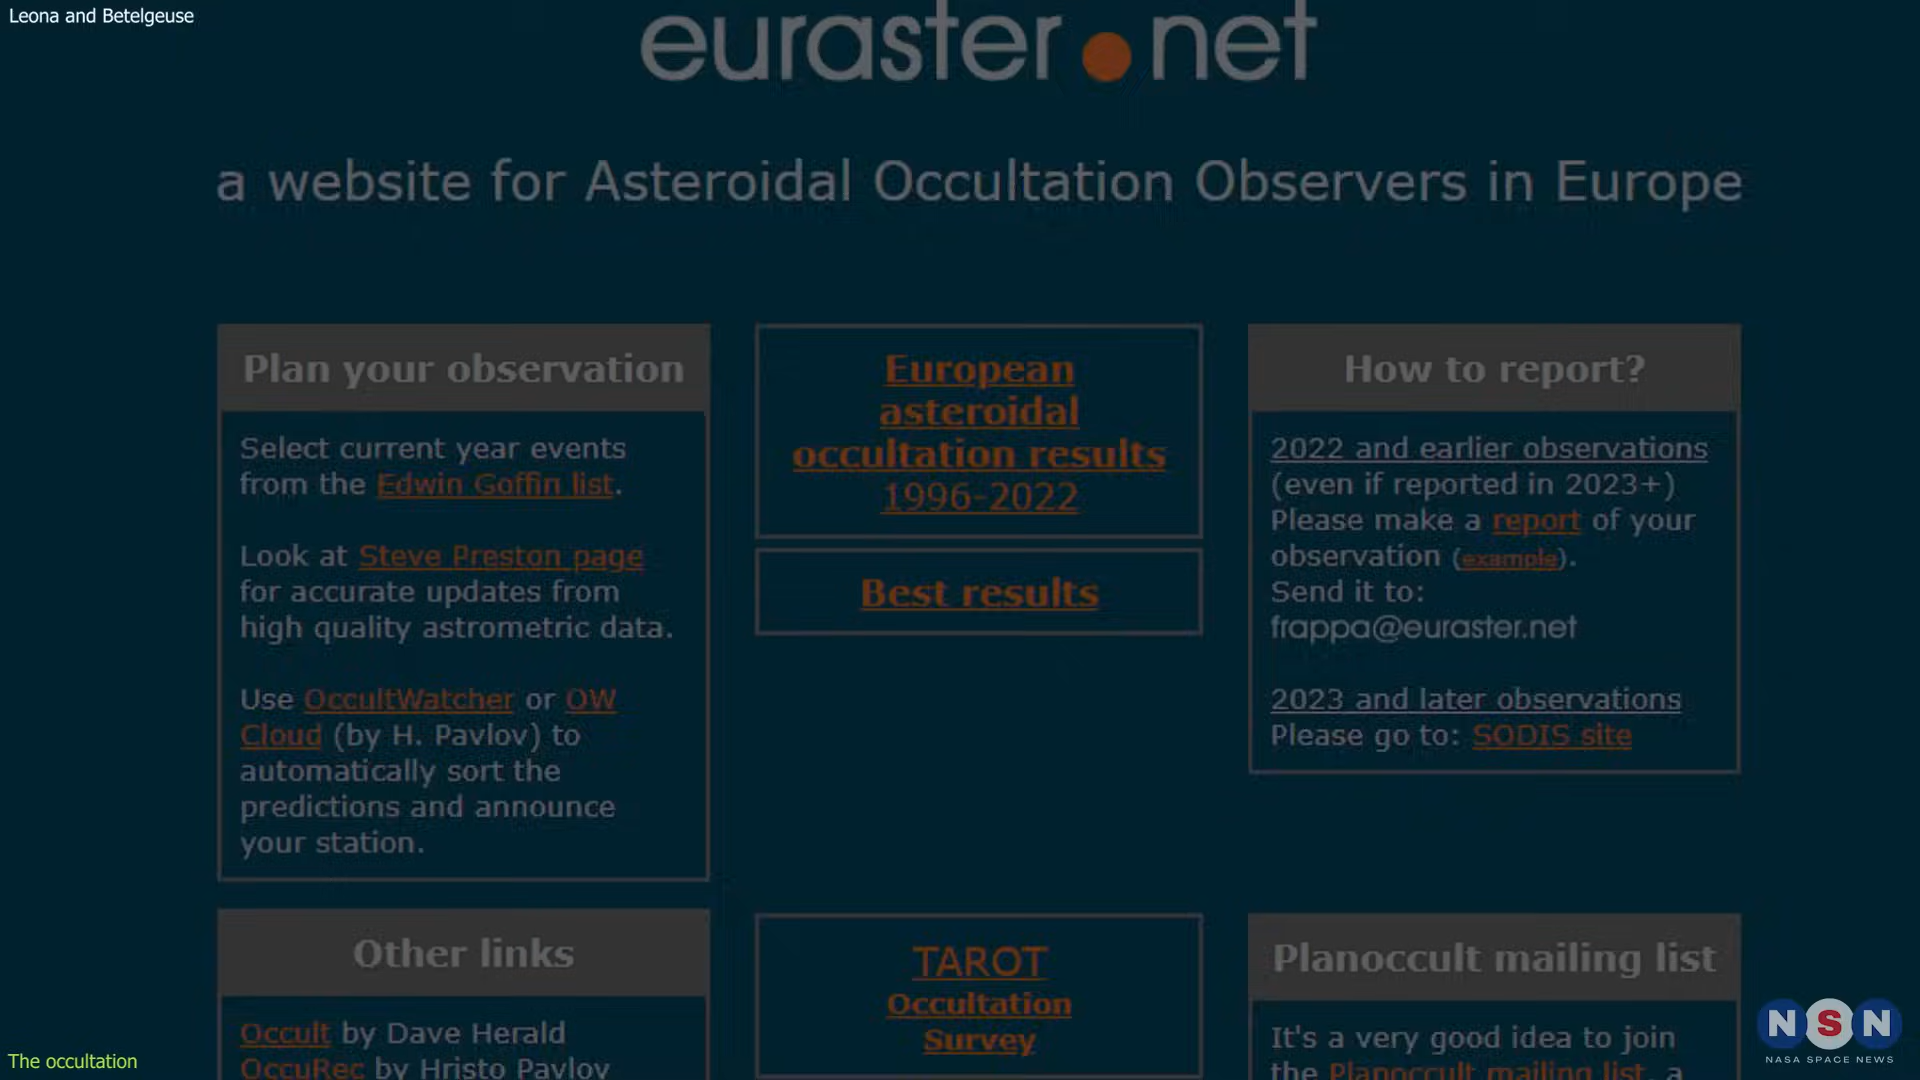 Leona and Betelgeuse
euraster.net
a website for Asteroidal Occultation Observers in Europe
Plan your observation
Select current year events
from the Edwin Goffin list.
Look at Steve Preston page
for accurate updates from
high quality astrometric data.
Use OccultWatcher or OW
Cloud (by H. Pavlov) to
automatically sort the
predictions and announce
your station.
European
asteroidal
occultation results
1996-2022
Best results
How to report?
2022 and earlier observations
(even if reported in 2023+)
Please make a report of your
observation (example).
Send it to:
frappa@euraster.net
2023 and later observations
Please go to: SODIS site
Other links
Occult by Dave Herald
OccuRec by Hristo Pavlov
TAROT
Occultation
Survey
Planoccult mailing list
It's a very good idea to join
the Planoccult mailing list, a
The occultation
NSN
NASA SPACE NEWS